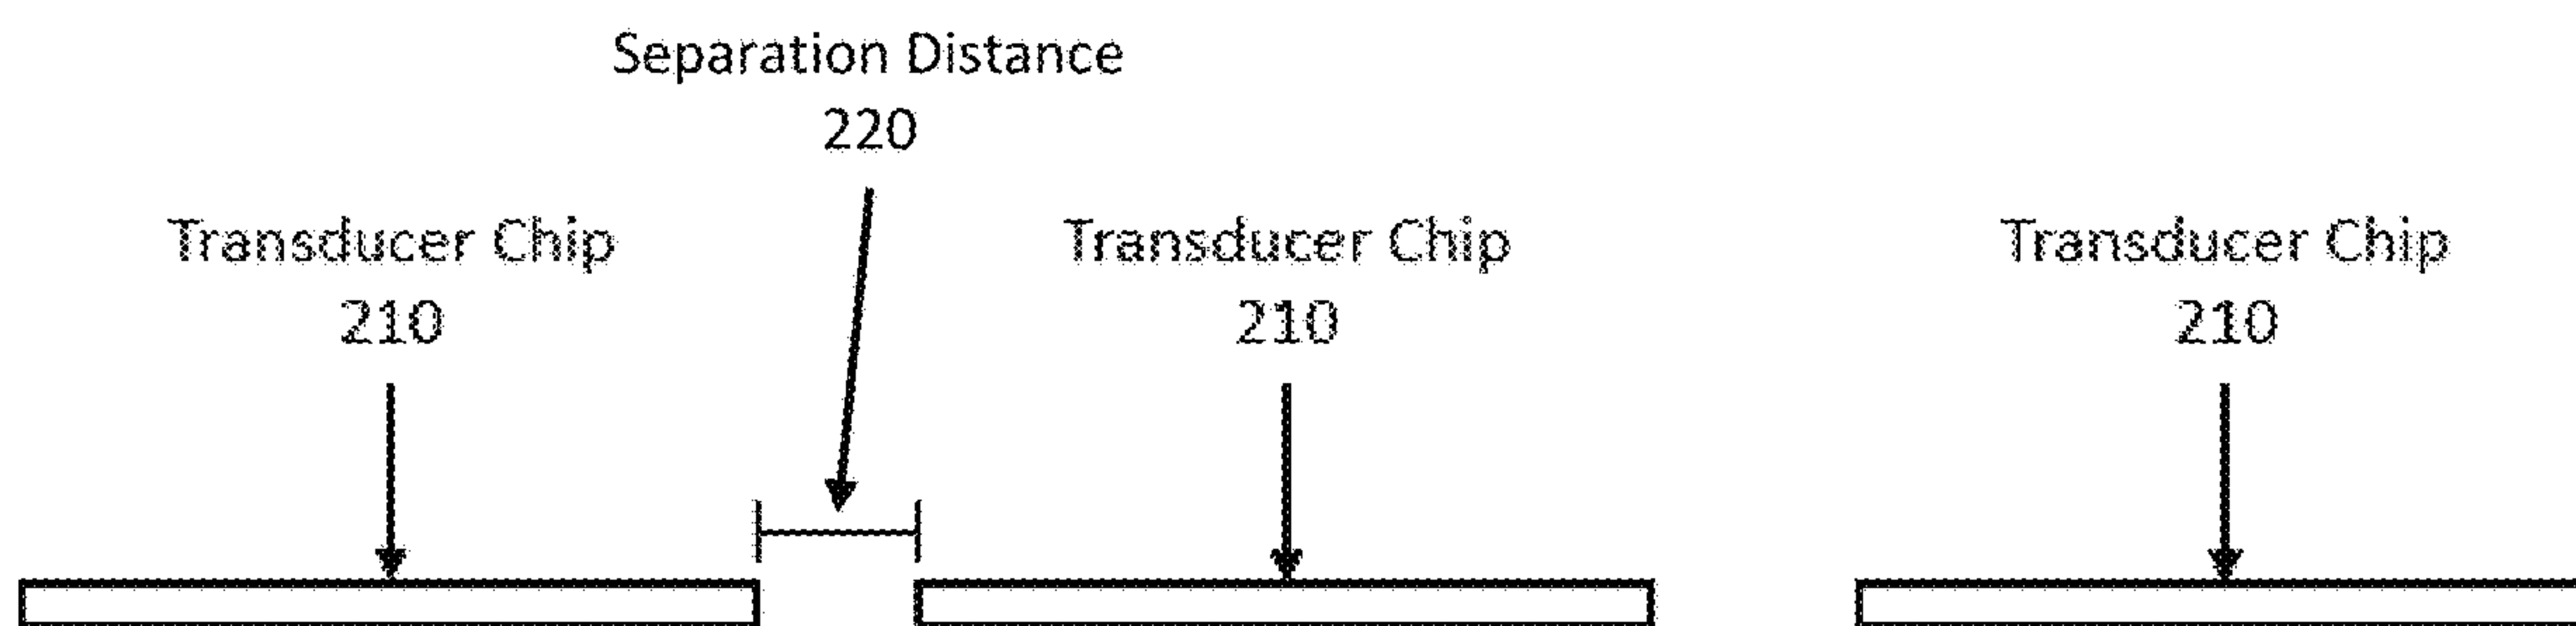 Separation Distance
220
Transducer Chip
210
Transducer Chip
210
Transducer Chip
210